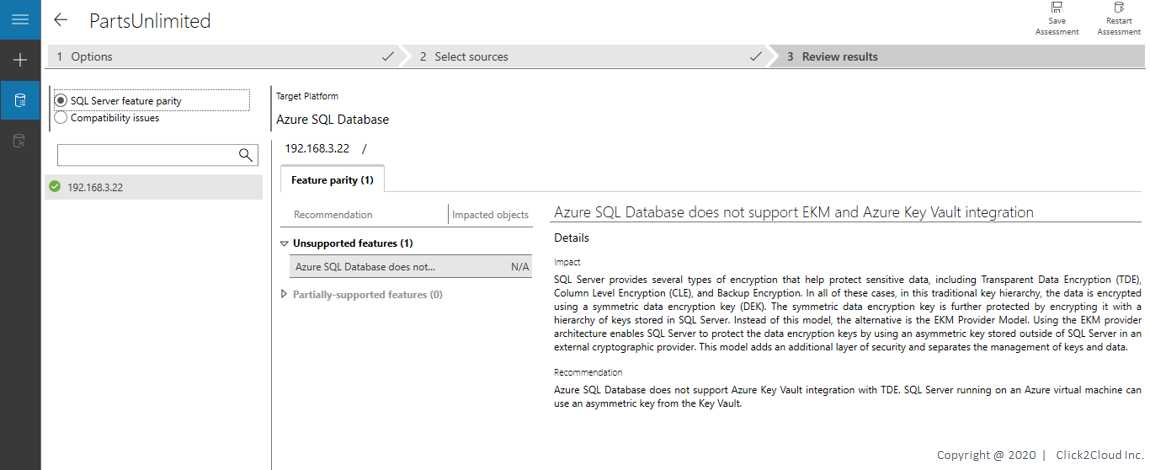 PartsUnlimited
Save Assessment
Restart Assessment
1 Options
2 Select sources
3 Review results
SQL Server feature parity
Compatibility issues
192.168.3.22
Target Platform
Azure SQL Database
192.168.3.22 /
Feature parity (1)
Recommendation Impacted objects
Unsupported features (1)
Azure SQL Database does not... N/A
Partially-supported features (0)
Azure SQL Database does not support EKM and Azure Key Vault integration
Details
Impact
SQL Server provides several types of encryption that help protect sensitive data, including Transparent Data Encryption (TDE),
Column Level Encryption (CLE), and Backup Encryption. In all of these cases, in this traditional key hierarchy, the data is encrypted
using a symmetric data encryption key (DEK). The symmetric data encryption key is further protected by encrypting it with a
hierarchy of keys stored in SQL Server. Instead of this model, the alternative is the EKM Provider Model. Using the EKM provider
architecture enables SQL Server to protect the data encryption keys by using an asymmetric key stored outside of SQL Server in an
external cryptographic provider. This model adds an additional layer of security and separates the management of keys and data.
Recommendation
Azure SQL Database does not support Azure Key Vault integration with TDE. SQL Server running on an Azure virtual machine can
use an asymmetric key from the Key Vault.
Copyright @ 2020 | Click2Cloud Inc.